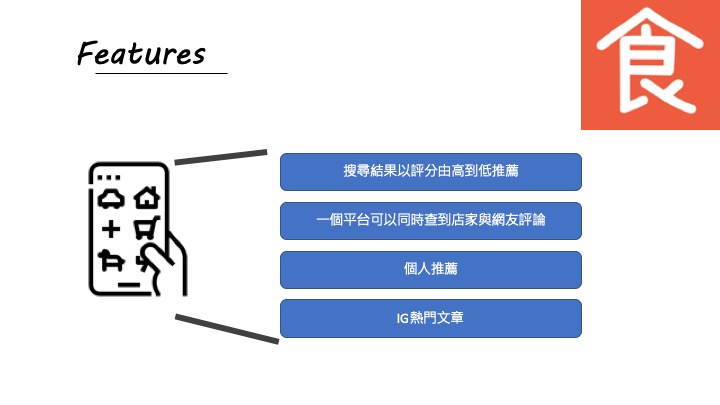 Features
食
搜尋結果以評分由高到低推薦
一個平台可以同時查到店家與網友評論
個人推薦
IG熱門文章